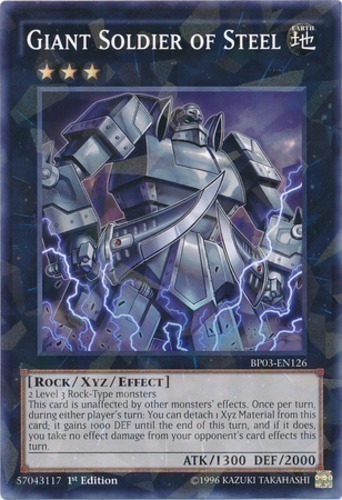 GIANT SOLDIER OF STEEL
EARTH
地
BP03-EN126
[ROCK/XYZ/EFFECT]
2 Level 3 Rock-Type monsters
This card is unaffected by other monsters' effects. Once per turn,
during either player's turn: You can detach 1 Xyz Material from this
card; it gains 1000 DEF until the end of this turn, and if it does,
you take no effect damage from your opponent's card effects this
turn.
ATK/1300 DEF/2000
57043117 1st Edition ©1996 KAZUKI TAKAHASHI